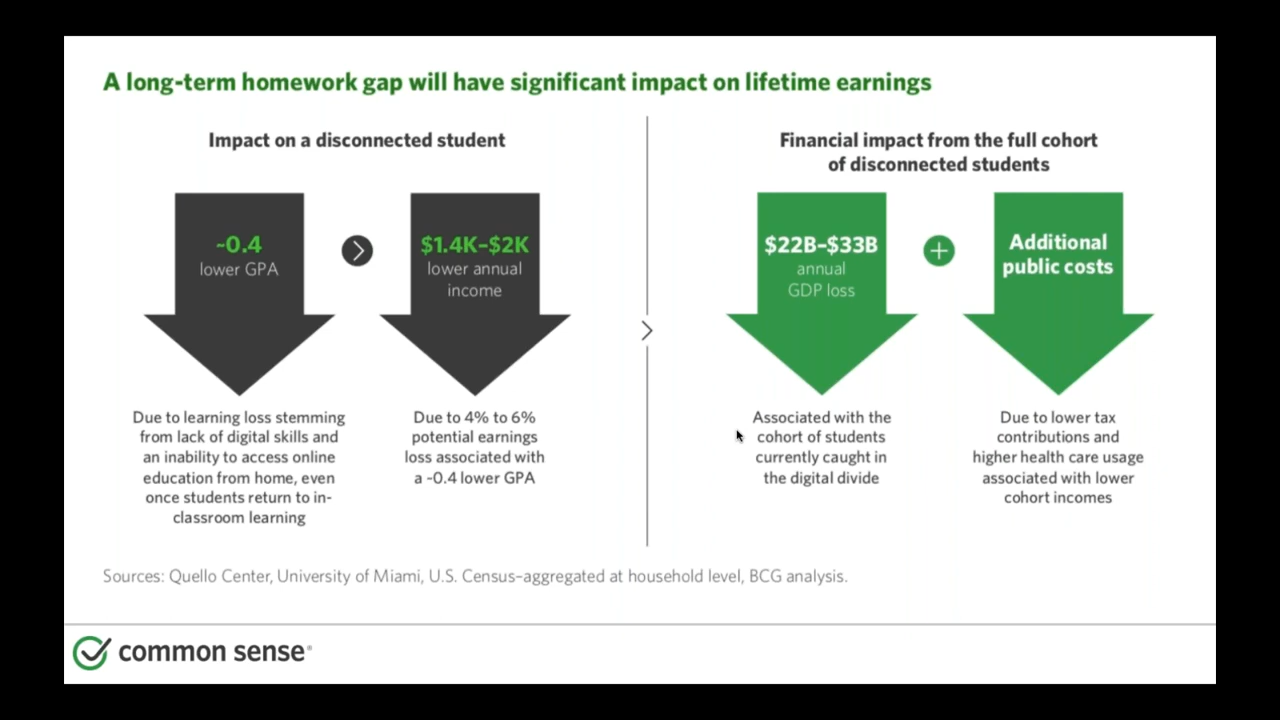 A long-term homework gap will have significant impact on lifetime earnings
Impact on a disconnected student
~0.4
lower GPA
Due to learning loss stemming
from lack of digital skills and
an inability to access online
education from home, even
once students return to in-
classroom learning
$1.4K–$2K
lower annual
income
Due to 4% to 6%
potential earnings
loss associated with
a ~0.4 lower GPA
Financial impact from the full cohort
of disconnected students
$22B–$33B
annual
GDP loss
Associated with the
cohort of students
currently caught in
the digital divide
Additional
public costs
Due to lower tax
contributions and
higher health care usage
associated with lower
cohort incomes
Sources: Quello Center, University of Miami, U.S. Census–aggregated at household level, BCG analysis.
common sense®